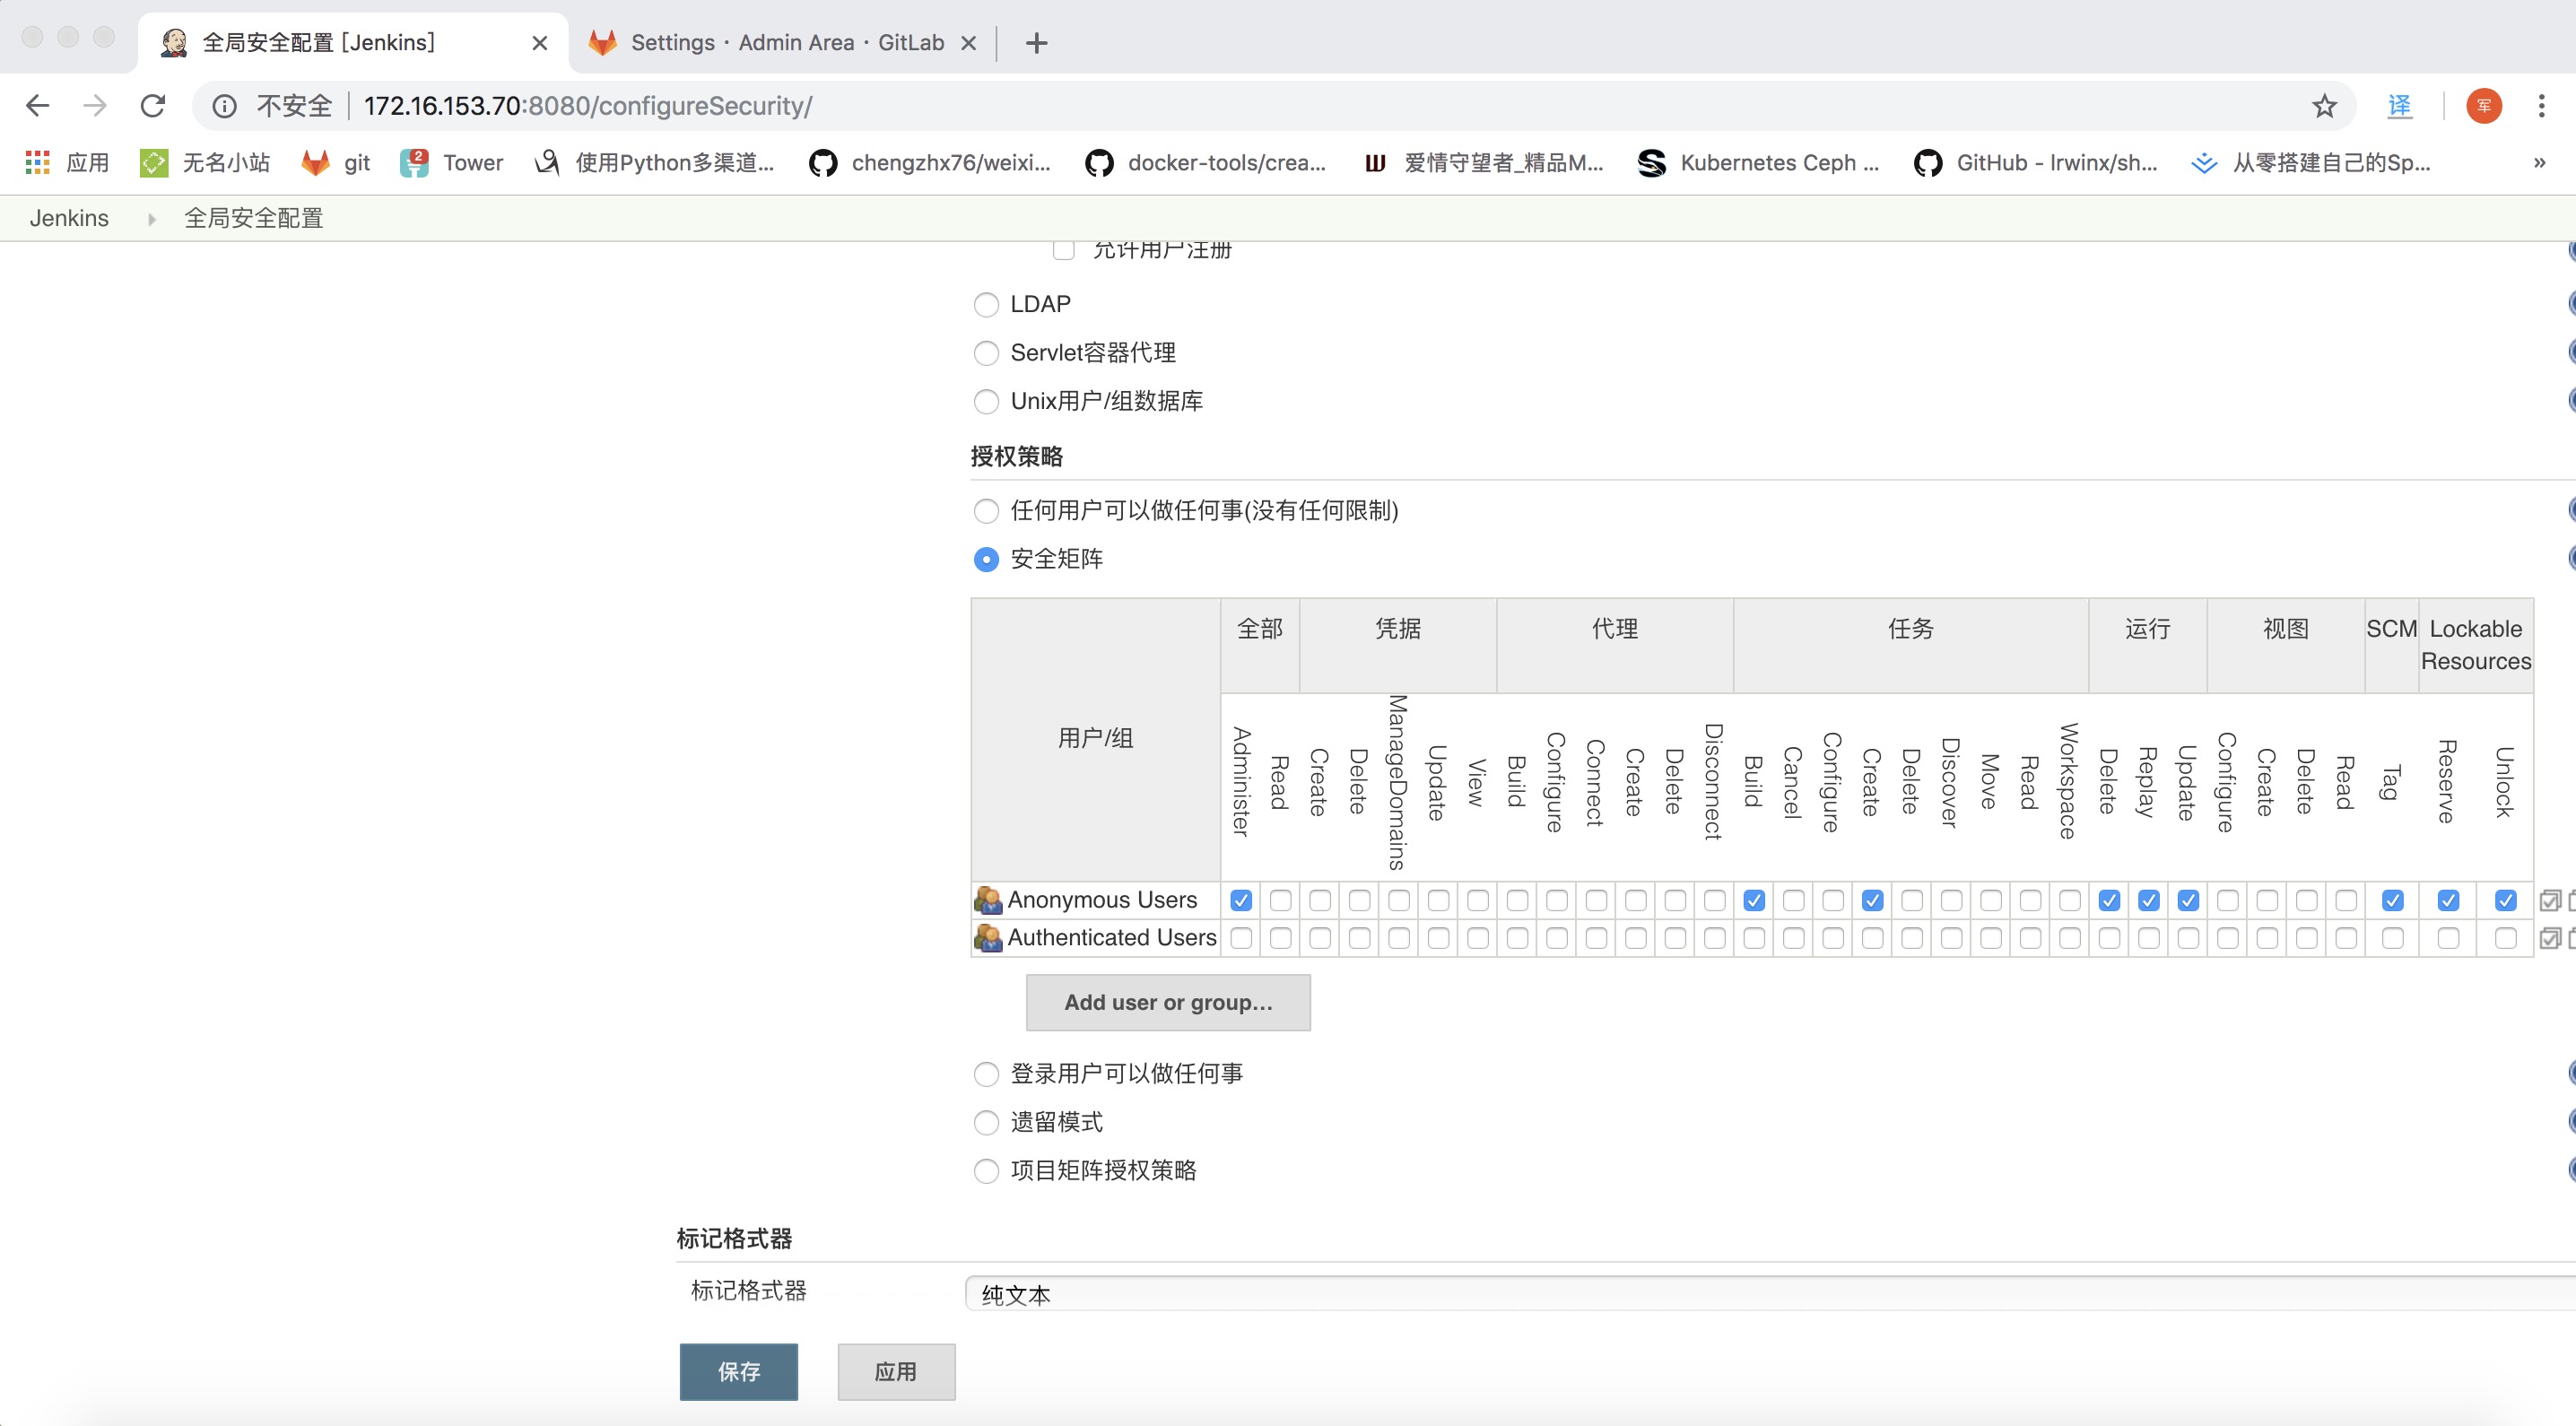 全局安全配置 [Jenkins]
Settings · Admin Area · GitLab
不安全
172.16.153.70:8080/configureSecurity/
译
军
应用
无名小站
git
2
Tower
使用Python多渠道...
chengzhx76/weixi...
docker-tools/crea...
爱情守望者_精品M...
Kubernetes Ceph ...
GitHub - lrwinx/sh...
从零搭建自己的Sp...
»
Jenkins
全局安全配置
允许用户注册
LDAP
Servlet容器代理
Unix用户/组数据库
授权策略
任何用户可以做任何事(没有任何限制)
安全矩阵
用户/组
全部
凭据
代理
任务
运行
视图
SCM
Lockable
Resources
Administer
Read
Create
Delete
ManageDomains
Update
View
Build
Configure
Connect
Create
Delete
Disconnect
Build
Cancel
Configure
Create
Delete
Discover
Move
Read
Workspace
Delete
Replay
Update
Configure
Create
Delete
Read
Tag
Reserve
Unlock
Anonymous Users
Authenticated Users
Add user or group...
登录用户可以做任何事
遗留模式
项目矩阵授权策略
标记格式器
标记格式器
纯文本
保存
应用